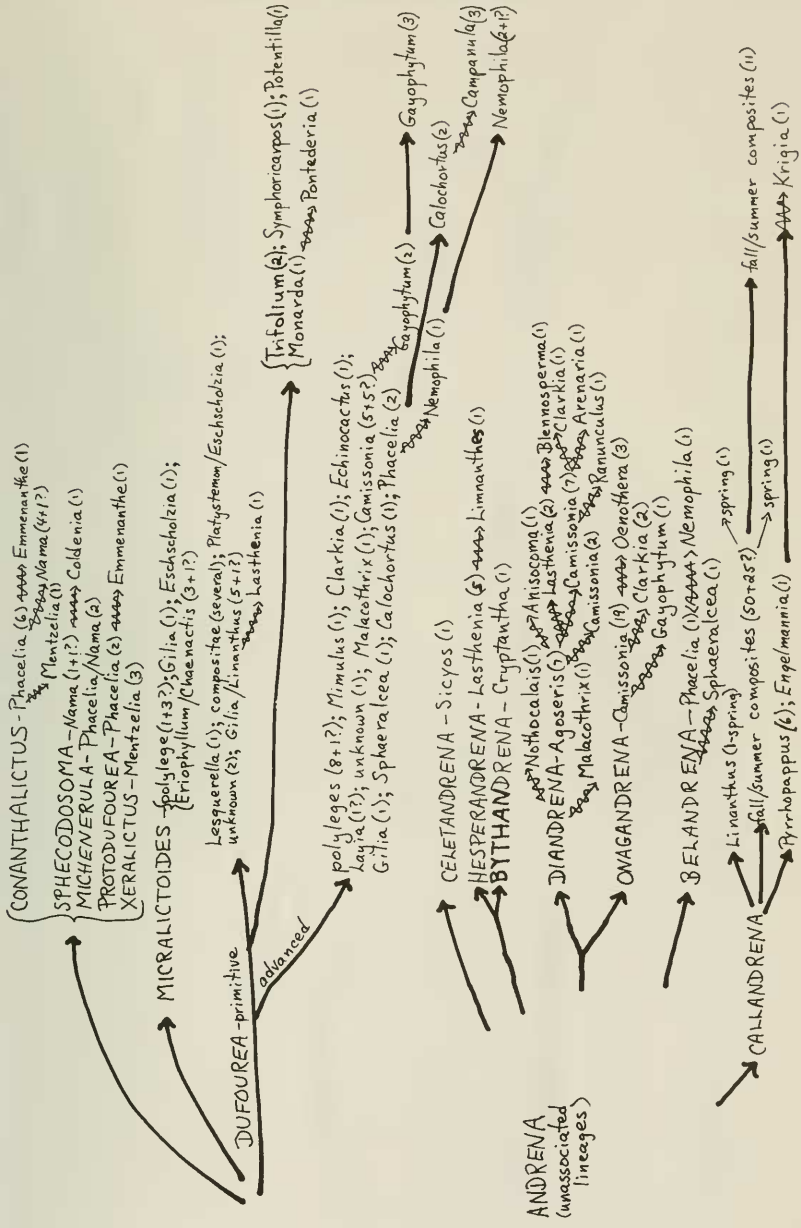 CONANTHALICTUS-Phacelia (6) Emmenanthe (1)
Nama (4+1?)
Mentzelia (1)
SPHECODOSOMA-Nama (1+1?) Coldenia (1)
MICHENERULA-Phacelia/Nama (2)
PROTODUFOUREA-Phacelia (2) Emmenanthe (1)
XERALICTUS-Mentzelia (3)
MICRALICTOIDES-polylege (1+3?); Gilia (1); Eschscholzia (1);
Eriophyllum/Chaenactis (3+1?)
DUFOUREA-primitive
Lesquerella (1); compositae (several); Platystemon/Eschscholzia (1);
unknown (2); Gilia/Linanthus (5+1?)
Lasthenia (1)
Trifolium (2); Symphoricarpos (1); Potentilla (1)
Monarda (1) Pontederia (1)
advanced
polyleges (8+1?); Mimulus (1); Clarkia (1); Echinocactus (1);
Layia (1?); unknown (1); Malacothrix (1); Camissonia (5+5?)
Gilia (1); Sphaeralcea (1); Calochortus (1); Phacelia (2)
Gayophytum (2) Gayophytum (3)
Nemophila (1) Calochortus (2)
Campanula (3)
Nemophila (2+1?)
ANDRENA
(unassociated
lineages)
CELETANDRENA-Sicyos (1)
HESPERANDRENA-Lasthenia (5) Limnanthes (1)
BYTHANDRENA-Cryptantha (1)
Nothocalais (1) Anisocoma (1)
DIANDRENA-Agoseris (7) Lasthenia (2) Blennosperma (1)
Camissonia (7) Clarkia (1)
Arenaria (1)
Malacothrix (1) Camissonia (2) Ranunculus (1)
Camissonia (1)
ONAGANDRENA-Camissonia (19) Oenothera (3)
Clarkia (2)
Gayophytum (1)
BELANDRENA-Phacelia (1) Nemophila (1)
Sphaeralcea (1)
CALLANDRENA
Linanthus (1-spring) spring (1)
fall/summer composites (50+25?) fall/summer composites (11)
spring (1)
Pyrrhopappus (6); Engelmannia (1) Krigia (1)